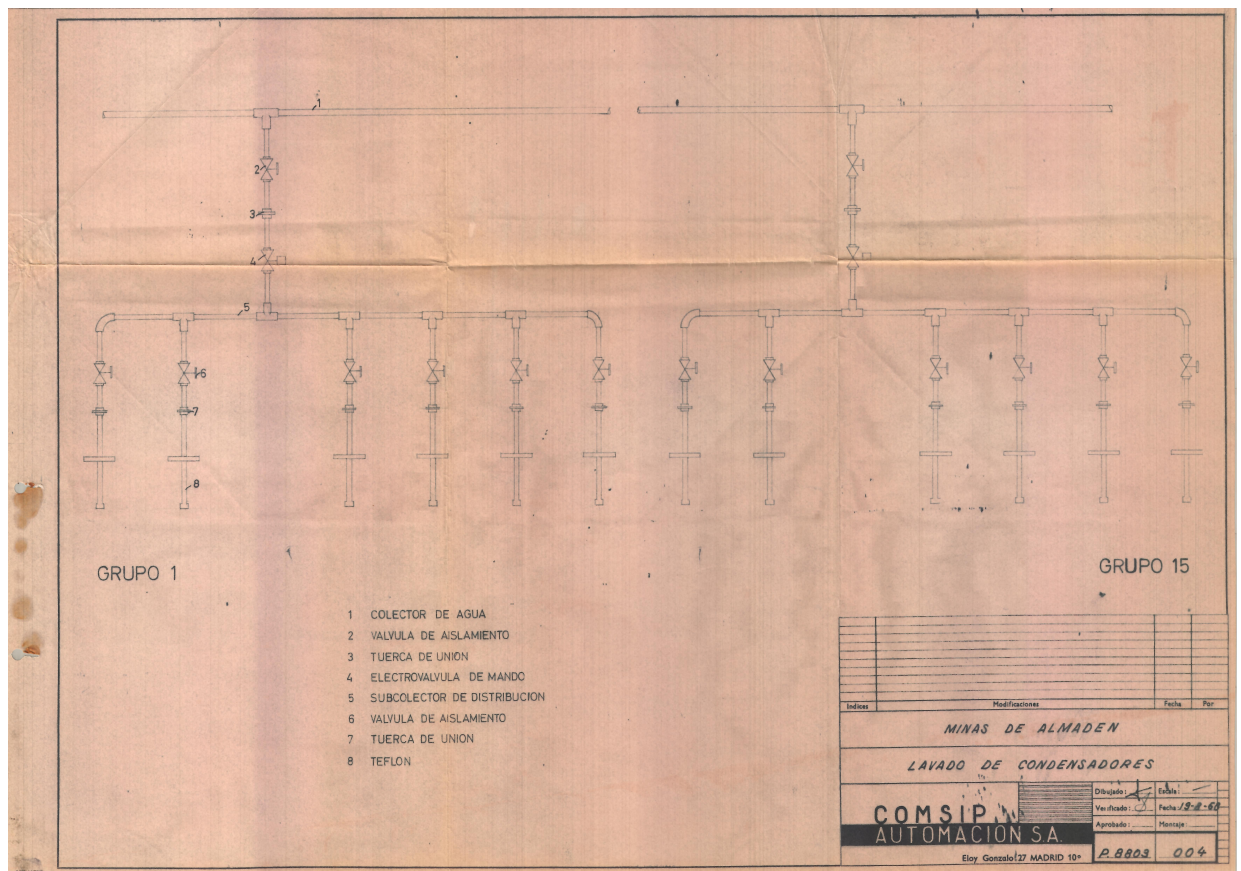 1
1
2
3
4
5
6
7
8
GRUPO 1
GRUPO 15
1 COLECTOR DE AGUA
2 VALVULA DE AISLAMIENTO
3 TUERCA DE UNION
4 ELECTROVALVULA DE MANDO
5 SUBCOLECTOR DE DISTRIBUCION
6 VALVULA DE AISLAMIENTO
7 TUERCA DE UNION
8 TEFLON
Indices Modificaciones Fecha Por
MINAS DE ALMADEN
LAVADO DE CONDENSADORES
COMSIP
AUTOMACION S.A.
Eloy Gonzalo, 27 MADRID 10º
Dibujado: Escala: —
Verificado: Fecha:
Aprobado: Montaje:
P. 8803 004